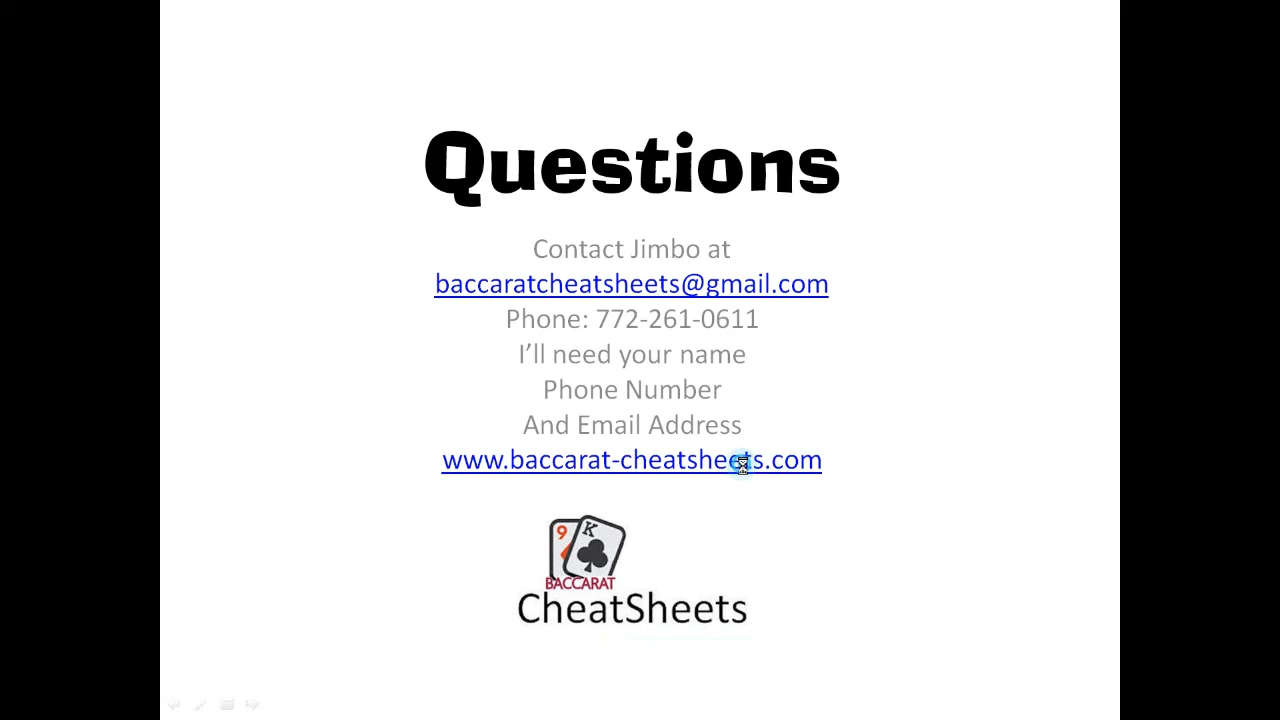 Questions
Contact Jimbo at
baccaratcheatsheets@gmail.com
Phone: 772-261-0611
I’ll need your name
Phone Number
And Email Address
www.baccarat-cheatsheets.com
9 K
BACCARAT
CheatSheets